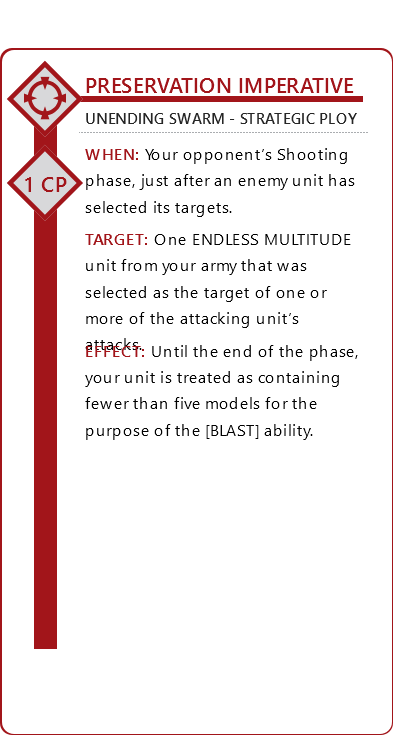 PRESERVATION IMPERATIVE
UNENDING SWARM - STRATEGIC PLOY
1 CP
WHEN: Your opponent's Shooting
phase, just after an enemy unit has
selected its targets.
TARGET: One ENDLESS MULTITUDE
unit from your army that was
selected as the target of one or
more of the attacking unit's
attacks.
EFFECT: Until the end of the phase,
your unit is treated as containing
fewer than five models for the
purpose of the [BLAST] ability.